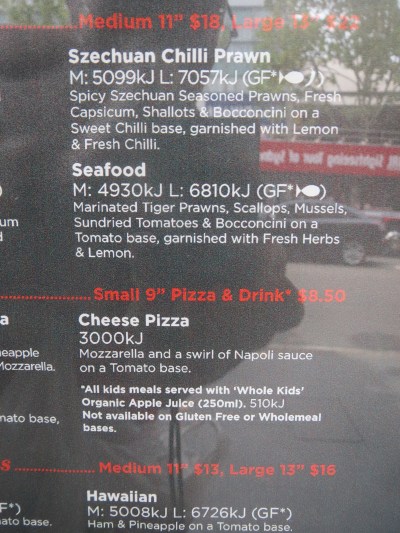 Medium 11" $18, Large 13" $22
Szechuan Chilli Prawn
M: 5099kJ L: 7057kJ (GF* )
Spicy Szechuan Seasoned Prawns, Fresh
Capsicum, Shallots & Bocconcini on a
Sweet Chilli base, garnished with Lemon
& Fresh Chilli.
Seafood
M: 4930kJ L: 6810kJ (GF* )
Marinated Tiger Prawns, Scallops, Mussels,
Sundried Tomatoes & Bocconcini on a
Tomato base, garnished with Fresh Herbs
& Lemon.
Small 9" Pizza & Drink* $8.50
Cheese Pizza
3000kJ
Mozzarella and a swirl of Napoli sauce
on a Tomato base.
*All kids meals served with 'Whole Kids'
Organic Apple Juice (250ml). 510kJ
Not available on Gluten Free or Wholemeal
bases.
Medium 11" $13, Large 13" $16
Hawaiian
M: 5008kJ L: 6726kJ (GF*)
Ham & Pineapple on a Tomato base.